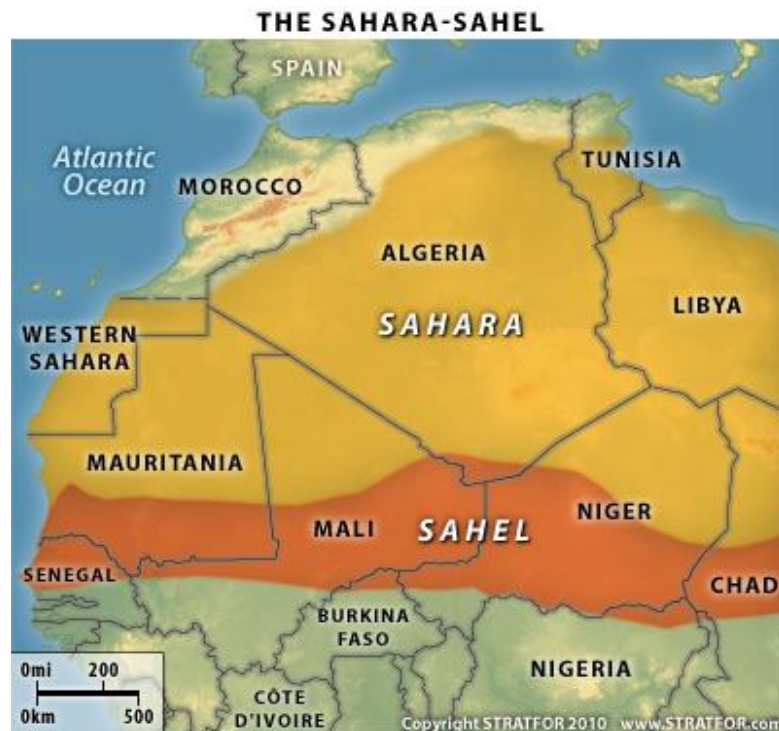 THE SAHARA-SAHEL
SPAIN
Atlantic
Ocean
MOROCCO
TUNISIA
ALGERIA
LIBYA
SAHARA
WESTERN
SAHARA
MAURITANIA
MALI
SAHEL
NIGER
SENEGAL
CHAD
BURKINA
FASO
NIGERIA
CÔTE
D'IVOIRE
0mi 200
0km 500
Copyright STRATFOR 2010 www.STRATFOR.com